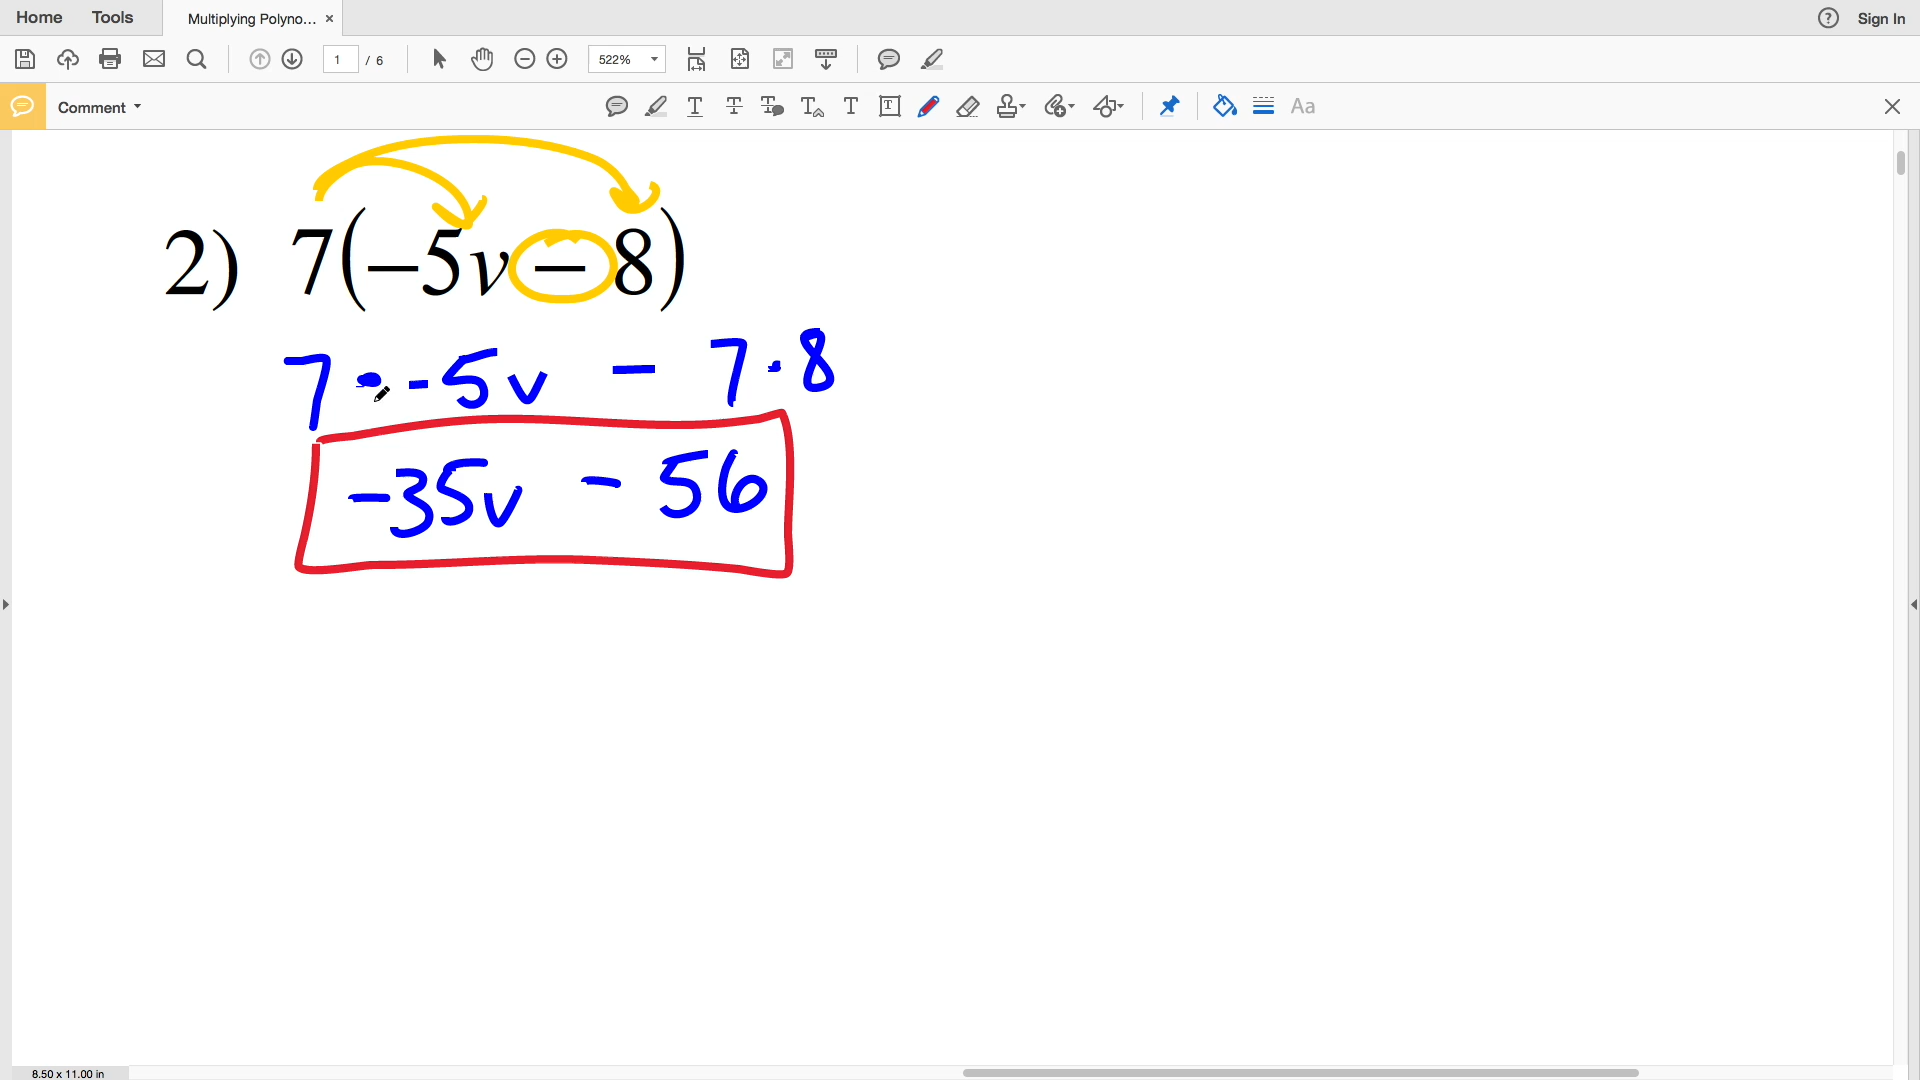 Home Tools Multiplying Polyno... × ? Sign In
1 / 6 522%
Comment T T T T T T Aa
2) 7(−5v − 8)
7 · -5v - 7 · 8
-35v - 56
8.50 x 11.00 in